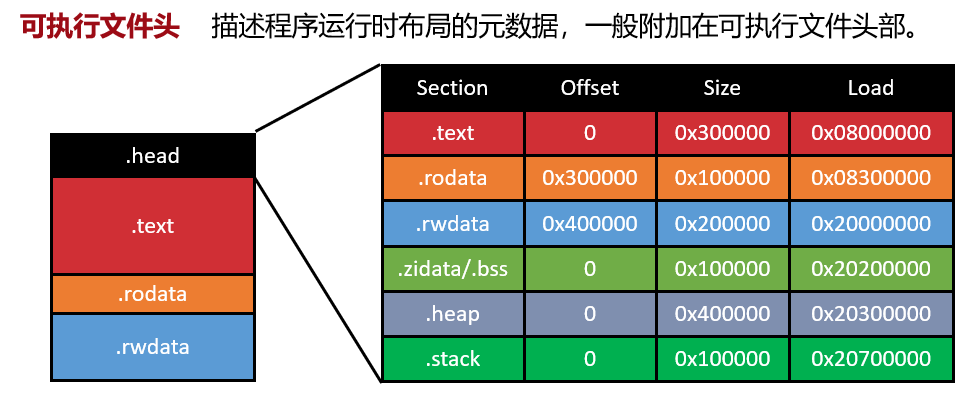 可执行文件头 描述程序运行时布局的元数据，一般附加在可执行文件头部。
.head
.text
.rodata
.rwdata
Section Offset Size Load
.text 0 0x300000 0x08000000
.rodata 0x300000 0x100000 0x08300000
.rwdata 0x400000 0x200000 0x20000000
.zidata/.bss 0 0x100000 0x20200000
.heap 0 0x400000 0x20300000
.stack 0 0x100000 0x20700000